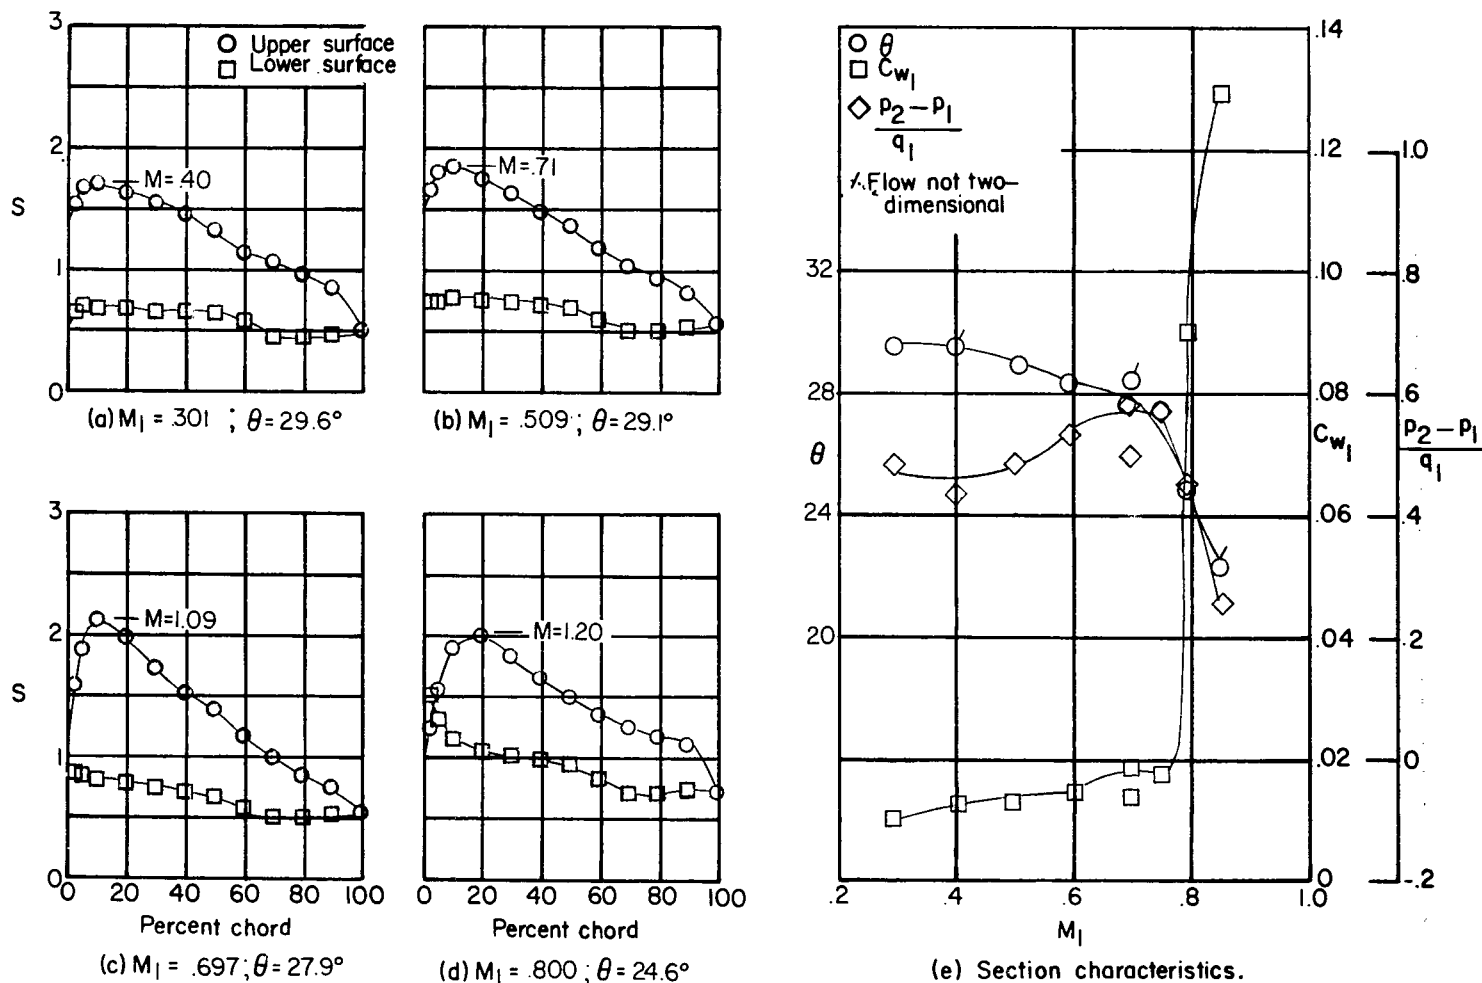 3
2
S
1
0
○ Upper surface
□ Lower surface
M=.40
(a) M₁ = .301 ; θ=29.6°
M=.71
(b) M₁ = .509 ; θ=29.1°
3
2
S
1
0
M=1.09
0 20 40 60 80 100
Percent chord
(c) M₁ = .697; θ=27.9°
M=1.20
0 20 40 60 80 100
Percent chord
(d) M₁ = .800 ; θ=24.6°
○ θ
□ C_w₁
◇ p₂−p₁
q₁
Flow not two-
dimensional
32
28
θ
24
20
.14
.12
.10
.08
C_w₁
.06
.04
.02
0
1.0
.8
.6
p₂−p₁
q₁
.4
.2
0
-.2
.2 .4 .6 .8 1.0
M₁
(e) Section characteristics.